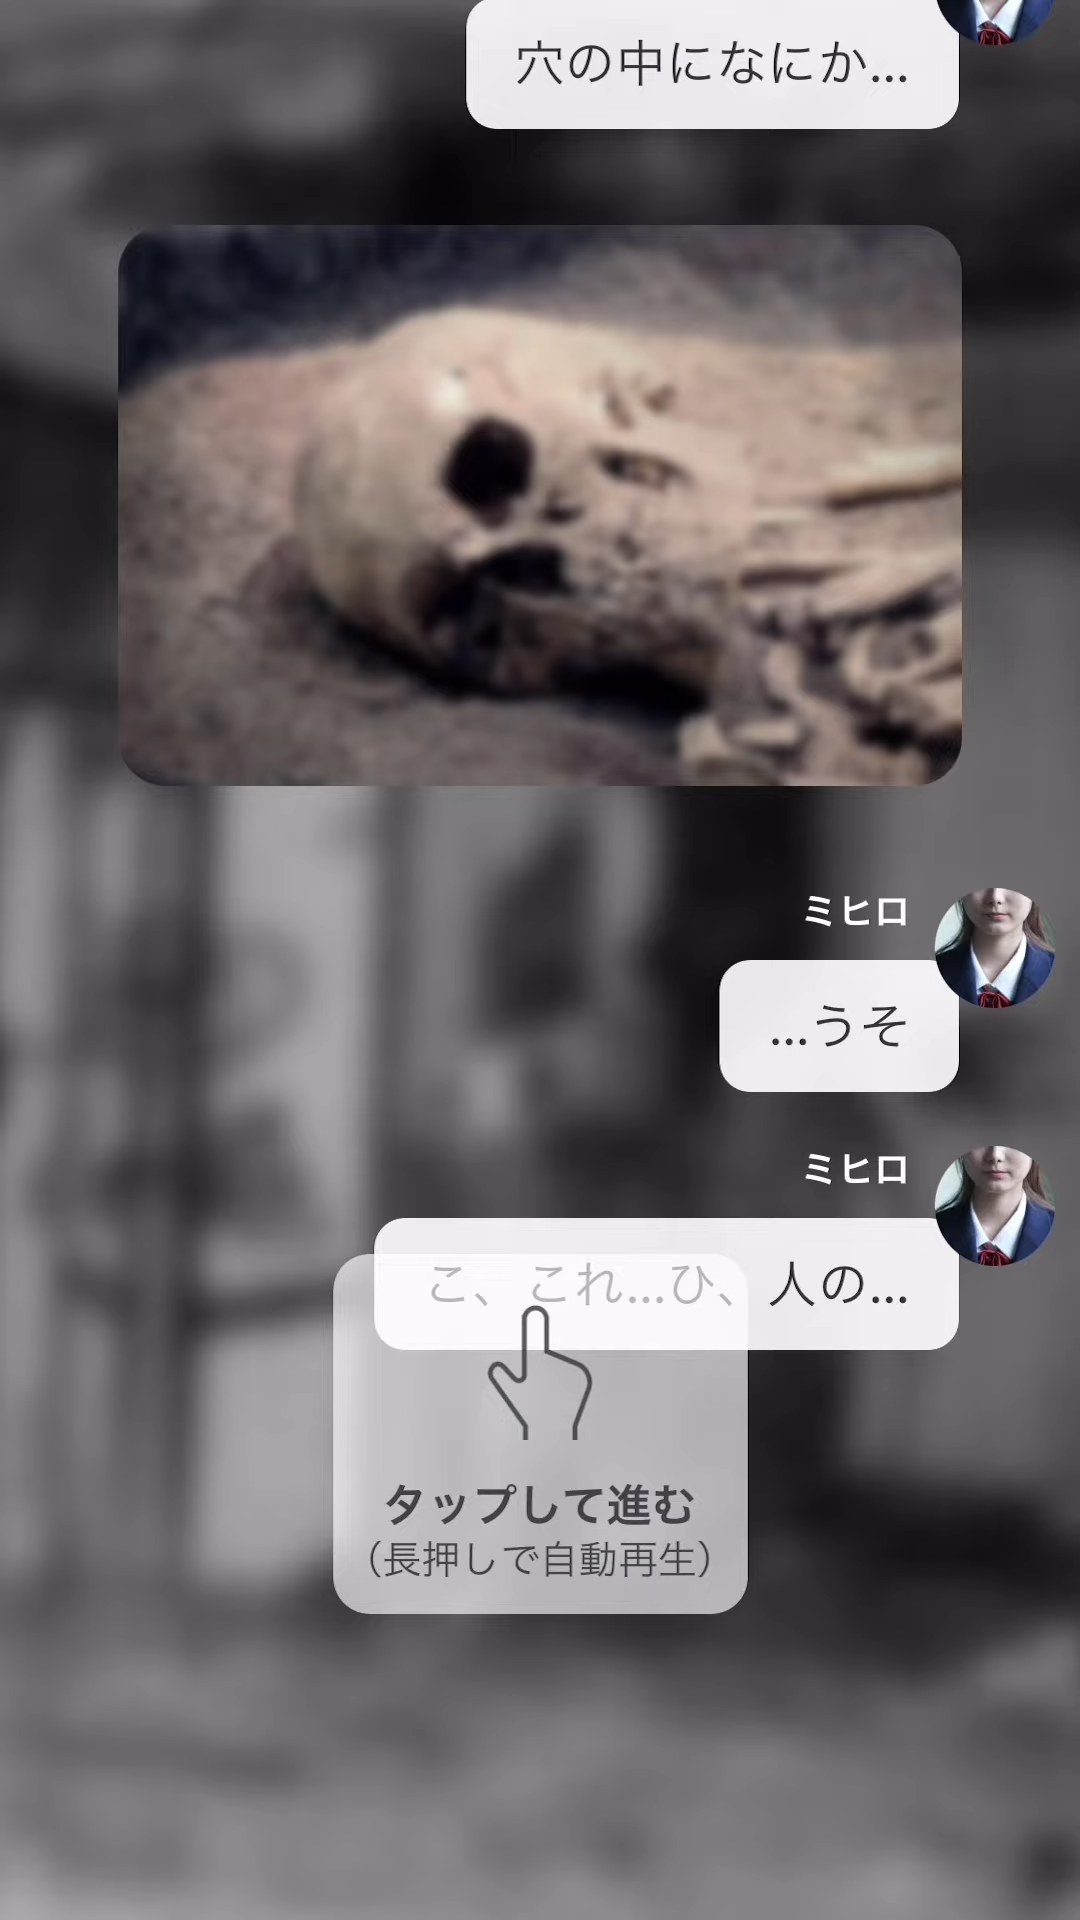 穴の中になにか...
ミヒロ
...うそ
ミヒロ
こ、これ...ひ、人の...
タップして進む
（長押しで自動再生）